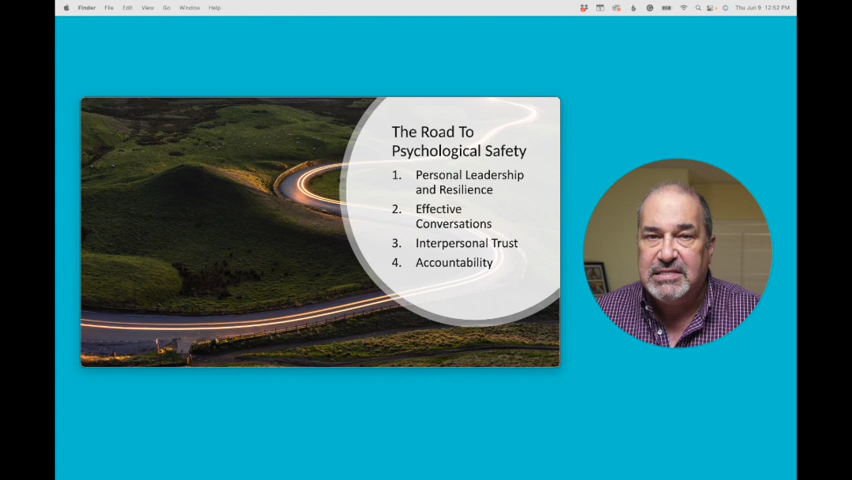 Finder File Edit View Go Window Help Thu Jun 9 12:52 PM
The Road To
Psychological Safety
1. Personal Leadership
and Resilience
2. Effective
Conversations
3. Interpersonal Trust
4. Accountability